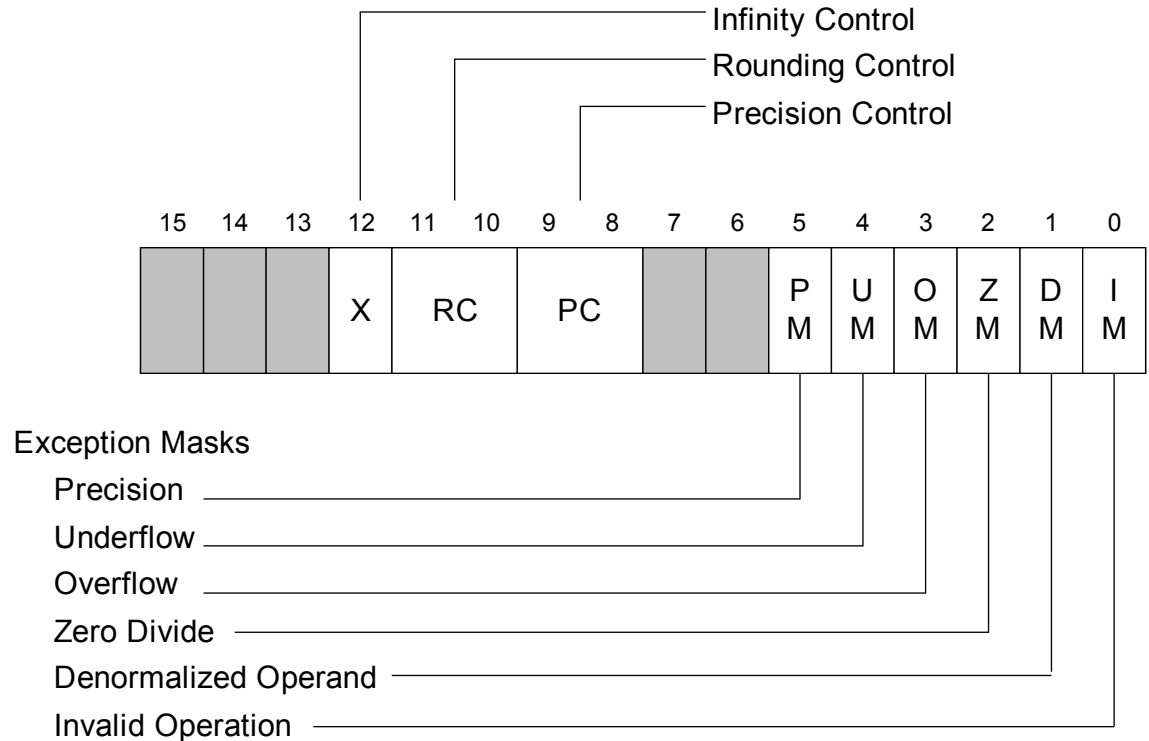 Infinity Control
Rounding Control
Precision Control
15 14 13 12 11 10 9 8 7 6 5 4 3 2 1 0
X RC PC P U O Z D I
M M M M M M
Exception Masks
Precision
Underflow
Overflow
Zero Divide
Denormalized Operand
Invalid Operation